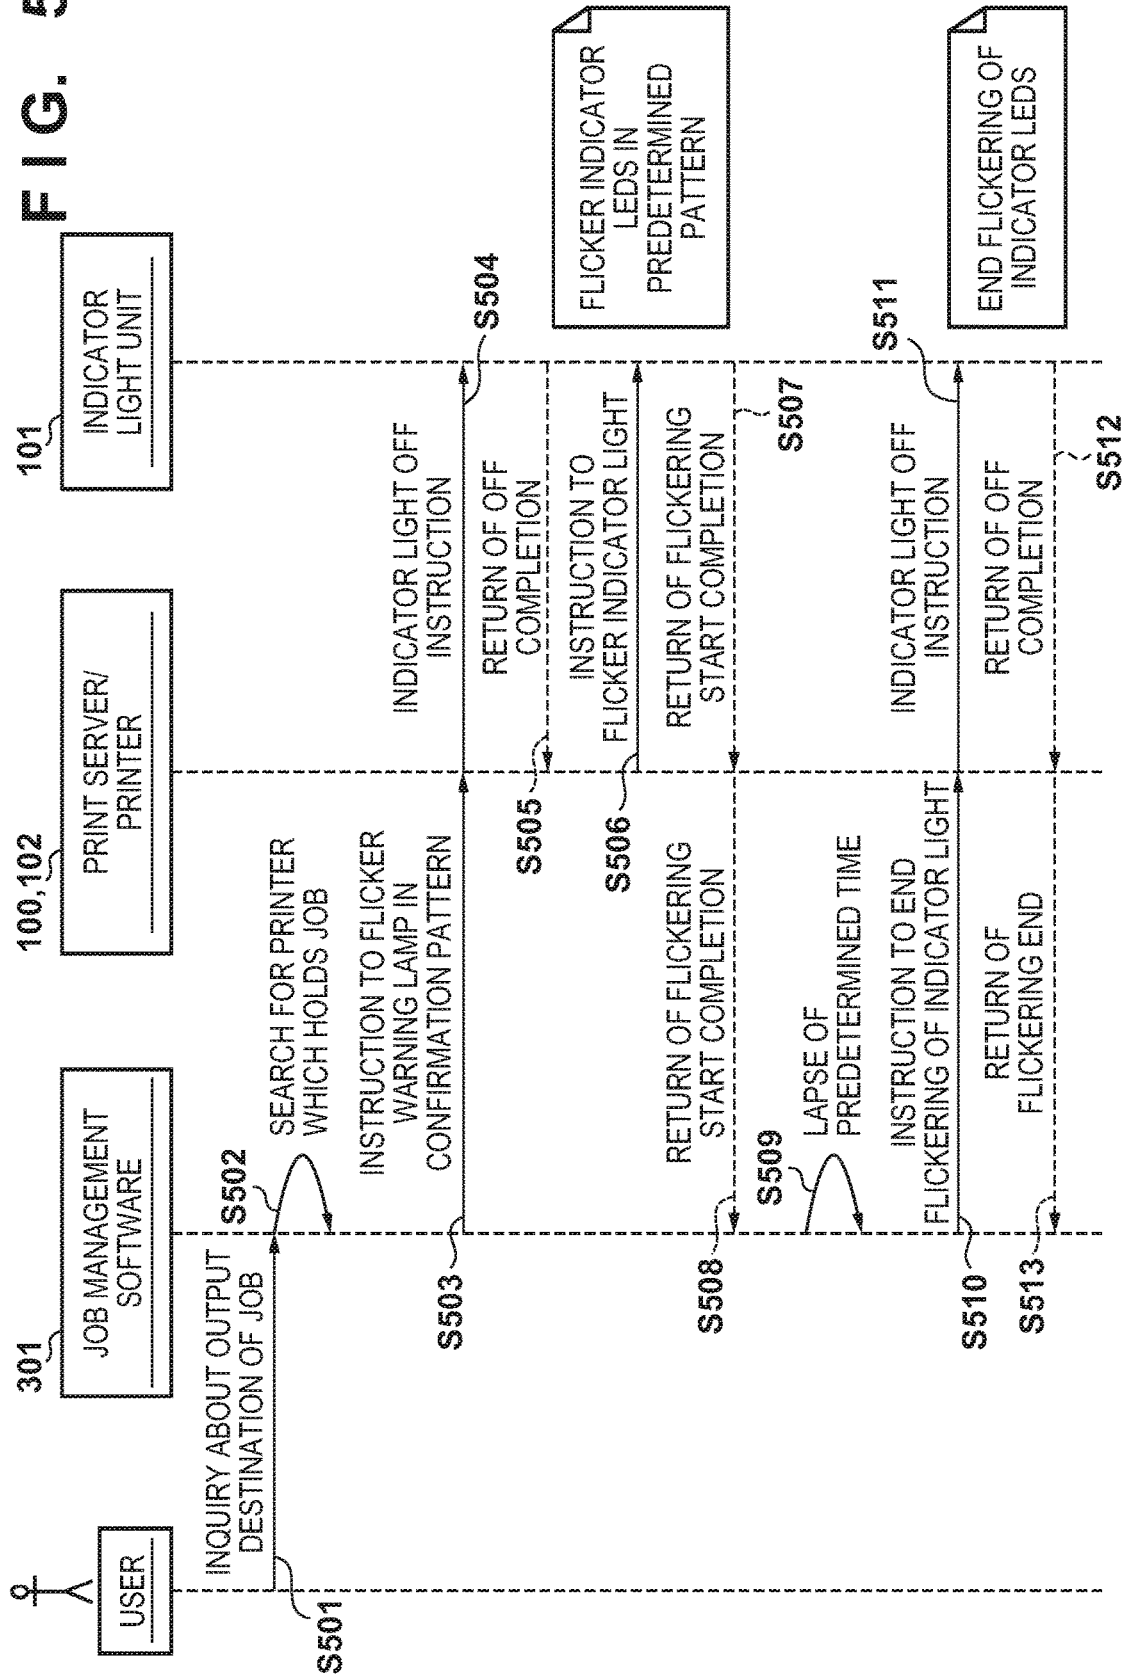 FIG. 5
USER
301
JOB MANAGEMENT
SOFTWARE
100,102
PRINT SERVER/
PRINTER
101
INDICATOR
LIGHT UNIT
S501
INQUIRY ABOUT OUTPUT
DESTINATION OF JOB
S502
SEARCH FOR PRINTER
WHICH HOLDS JOB
S503
INSTRUCTION TO FLICKER
WARNING LAMP IN
CONFIRMATION PATTERN
INDICATOR LIGHT OFF
INSTRUCTION
S504
RETURN OF OFF
COMPLETION
S505
INSTRUCTION TO
FLICKER INDICATOR LIGHT
S506
FLICKER INDICATOR
LEDS IN
PREDETERMINED
PATTERN
RETURN OF FLICKERING
START COMPLETION
S507
RETURN OF FLICKERING
START COMPLETION
S508
S509
LAPSE OF
PREDETERMINED TIME
INSTRUCTION TO END
FLICKERING OF INDICATOR LIGHT
S510
INDICATOR LIGHT OFF
INSTRUCTION
S511
END FLICKERING OF
INDICATOR LEDS
RETURN OF OFF
COMPLETION
S512
RETURN OF
FLICKERING END
S513